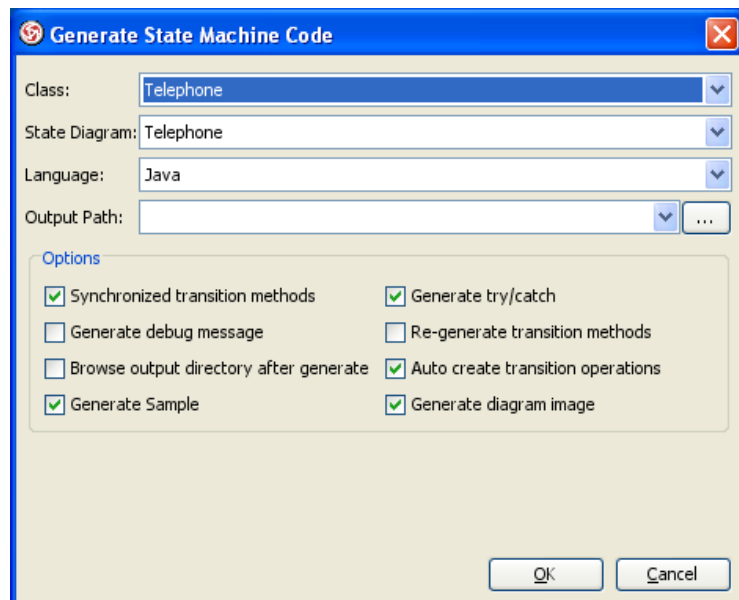 Generate State Machine Code
Class: Telephone
State Diagram: Telephone
Language: Java
Output Path: ...
Options
Synchronized transition methods Generate try/catch
Generate debug message Re-generate transition methods
Browse output directory after generate Auto create transition operations
Generate Sample Generate diagram image
OK Cancel